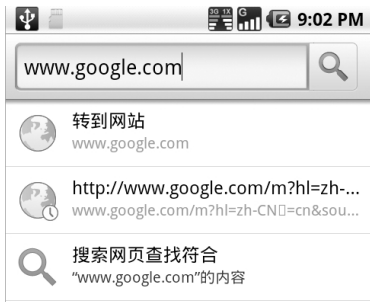 3G 1X G 9:02 PM
www.google.com
转到网站
www.google.com
http://www.google.com/m?hl=zh-...
www.google.com/m?hl=zh-CN▯=cn&sou...
搜索网页查找符合
“www.google.com”的内容